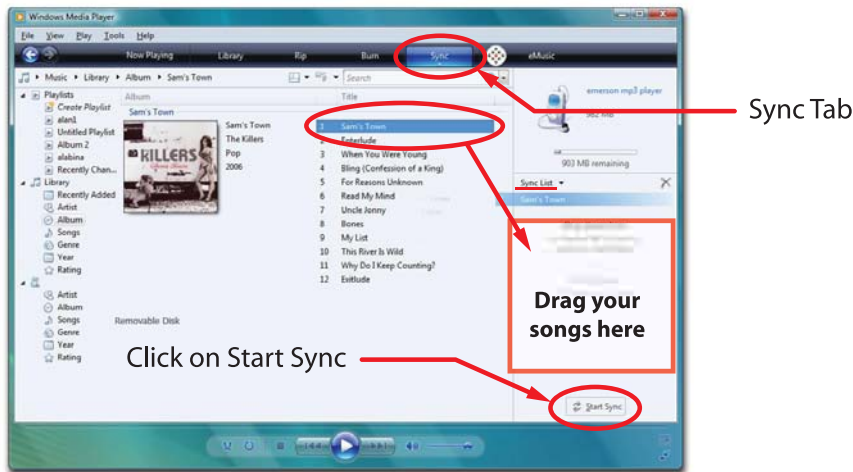 Windows Media Player
File View Play Tools Help
Now Playing Library Rip Burn Sync eMusic
Music Library Album Sam's Town Search
Playlists
Create Playlist
alan1
Untitled Playlist
Album 2
alabina
Recently Chan...
Library
Recently Added
Artist
Album
Songs
Genre
Year
Rating
Artist
Album
Songs
Genre
Year
Rating
Removable Disk
Album
Sam's Town
KILLERS
Sam's Town
The Killers
Pop
2006
Title
1 Sam's Town
2 Enterlude
3 When You Were Young
4 Bling (Confession of a King)
5 For Reasons Unknown
6 Read My Mind
7 Uncle Jonny
8 Bones
9 My List
10 This River Is Wild
11 Why Do I Keep Counting?
12 Exitlude
emerson mp3 player
962 MB
903 MB remaining
Sync List
Sam's Town
Drag your
songs here
Start Sync
Sync Tab
Click on Start Sync